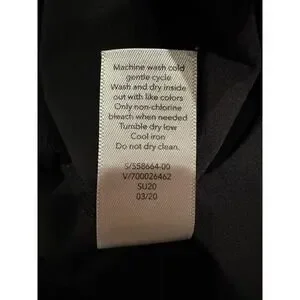 Machine wash cold
gentle cycle
Wash and dry inside
out with like colors
Only non-chlorine
bleach when needed
Tumble dry low
Cool iron
Do not dry clean.
S/558664-00
V/700026462
SU20
03/20